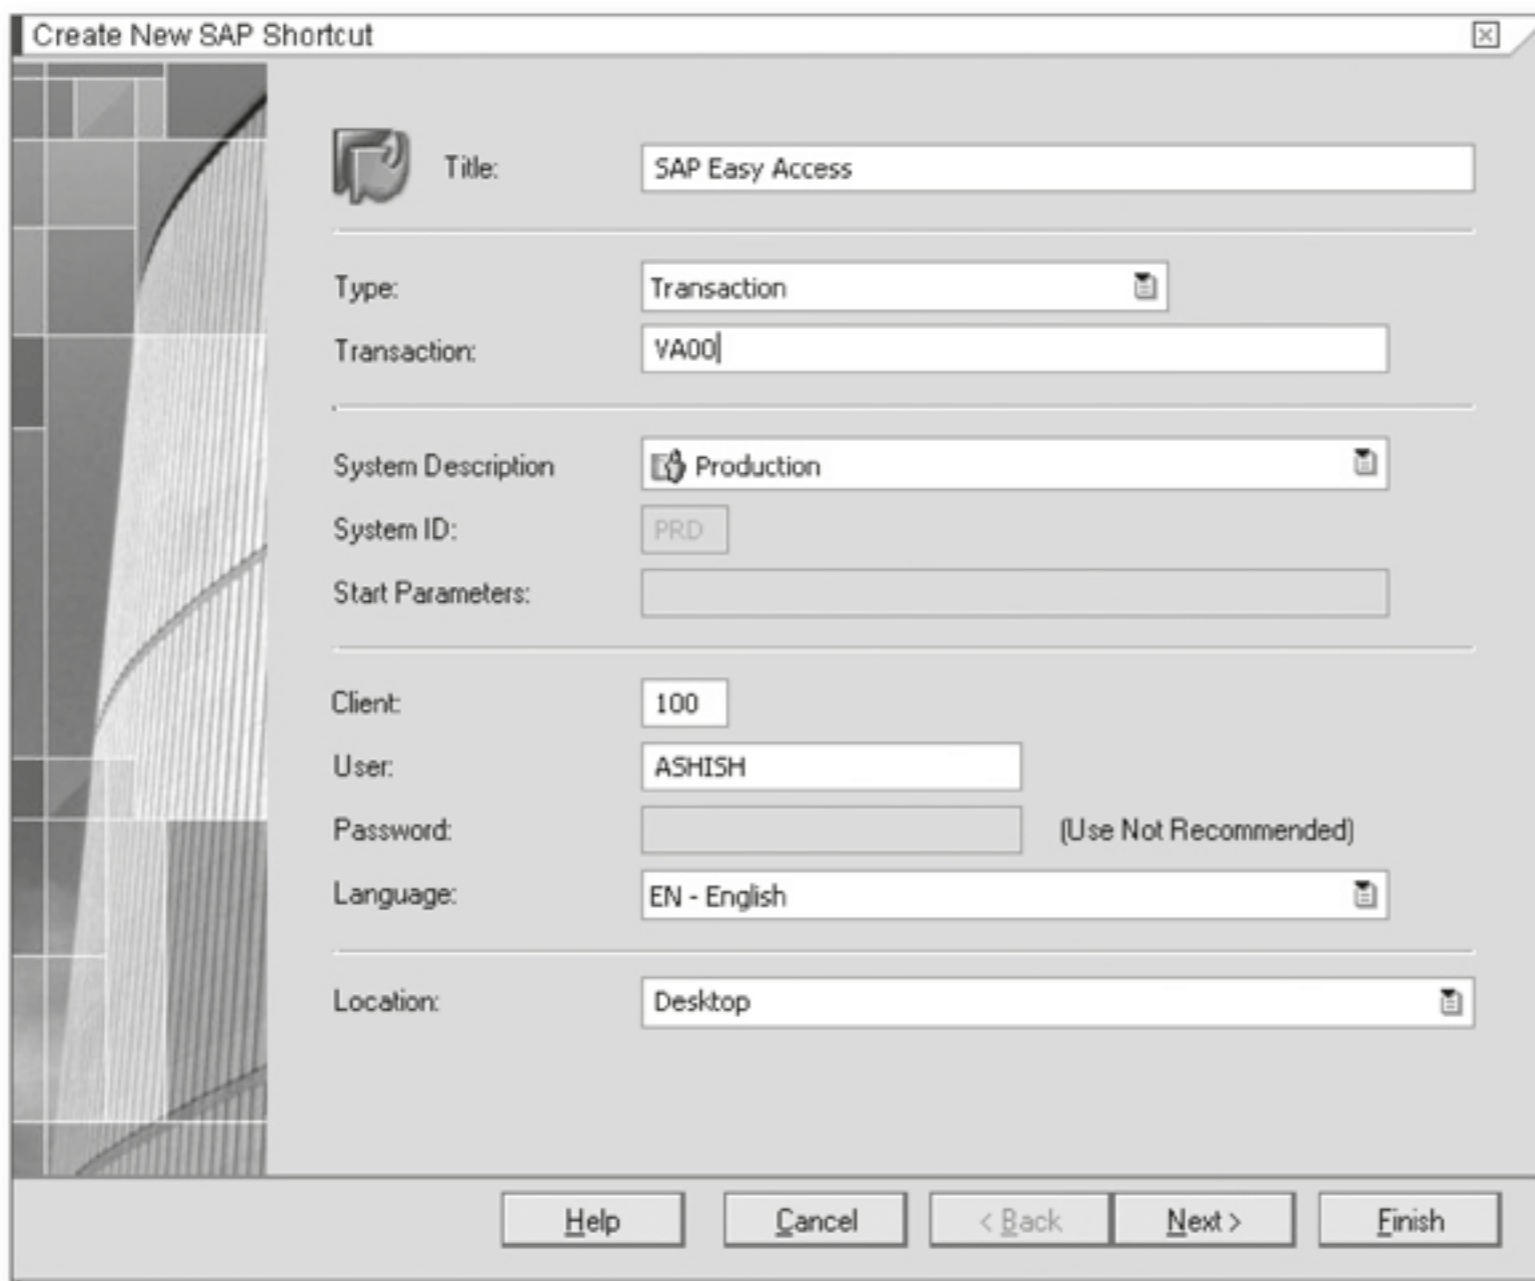 Create New SAP Shortcut
Title: SAP Easy Access
Type: Transaction
Transaction: VA00
System Description Production
System ID: PRD
Start Parameters:
Client: 100
User: ASHISH
Password: (Use Not Recommended)
Language: EN - English
Location: Desktop
Help Cancel < Back Next > Finish